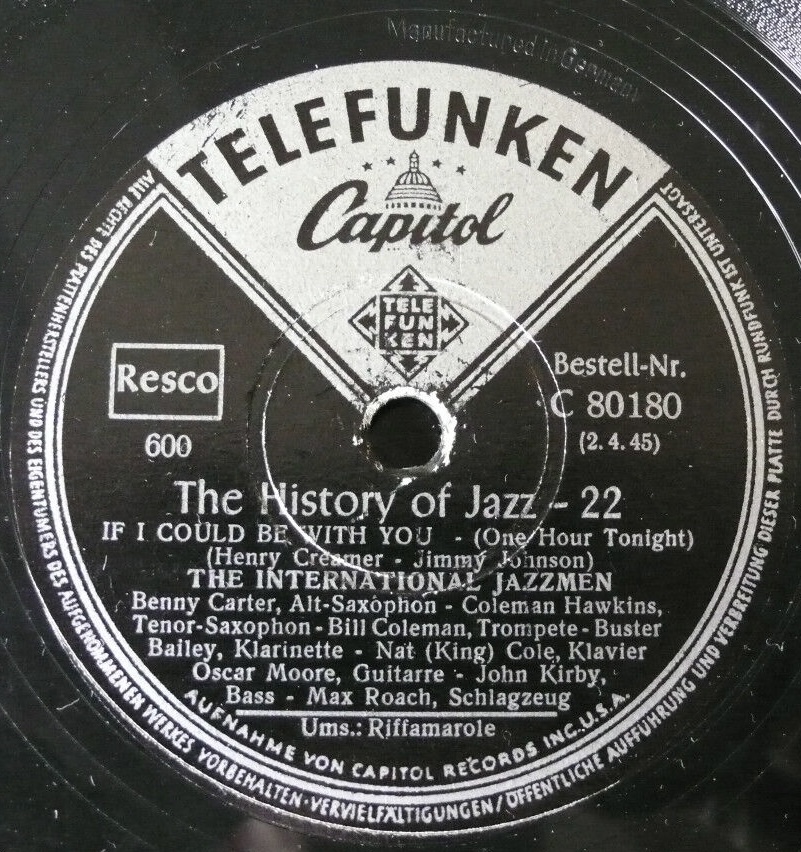 Manufactured in Germany
TELEFUNKEN
Capitol
TELE
FUN
KEN
Resco
600
Bestell-Nr.
C 80180
(2. 4. 45)
The History of Jazz - 22
IF I COULD BE WITH YOU - (One Hour Tonight)
(Henry Creamer - Jimmy Johnson)
THE INTERNATIONAL JAZZMEN
Benny Carter, Alt-Saxophon - Coleman Hawkins,
Tenor-Saxophon - Bill Coleman, Trompete - Buster
Bailey, Klarinette - Nat (King) Cole, Klavier
Oscar Moore, Guitarre - John Kirby,
Bass - Max Roach, Schlagzeug
Ums.: Riffamarole
AUFNAHME VON CAPITOL RECORDS INC. U.S.A.
ALLE RECHTE DES PLATTENHERSTELLERS UND DES EIGENTÜMERS DES AUFGENOMMENEN WERKES VORBEHALTEN · VERVIELFÄLTIGUNGEN / ÖFFENTLICHE AUFFÜHRUNG UND VERBREITUNG DIESER PLATTE DURCH RUNDFUNK IST UNTERSAGT